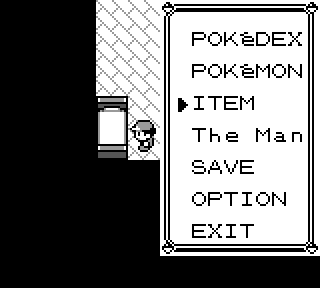 POKéDEX
POKéMON
ITEM
The Man
SAVE
OPTION
EXIT